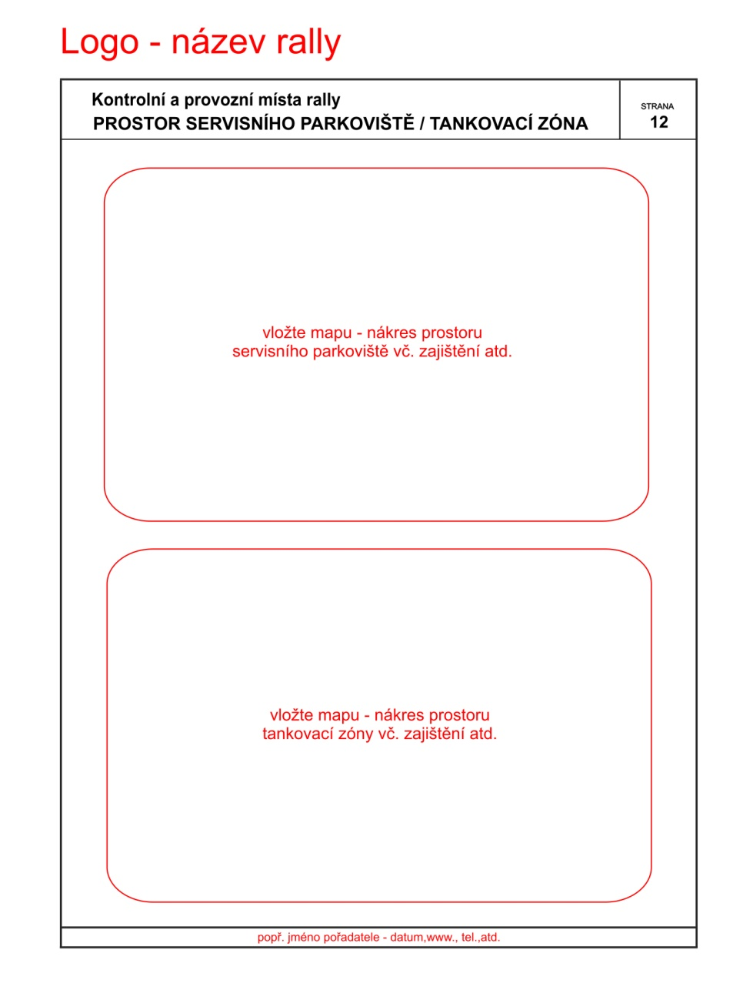 Logo - název rally
Kontrolní a provozní místa rally
PROSTOR SERVISNÍHO PARKOVIŠTĚ / TANKOVACÍ ZÓNA
STRANA
12
vložte mapu - nákres prostoru
servisního parkoviště vč. zajištění atd.
vložte mapu - nákres prostoru
tankovací zóny vč. zajištění atd.
popř. jméno pořadatele - datum,www., tel.,atd.